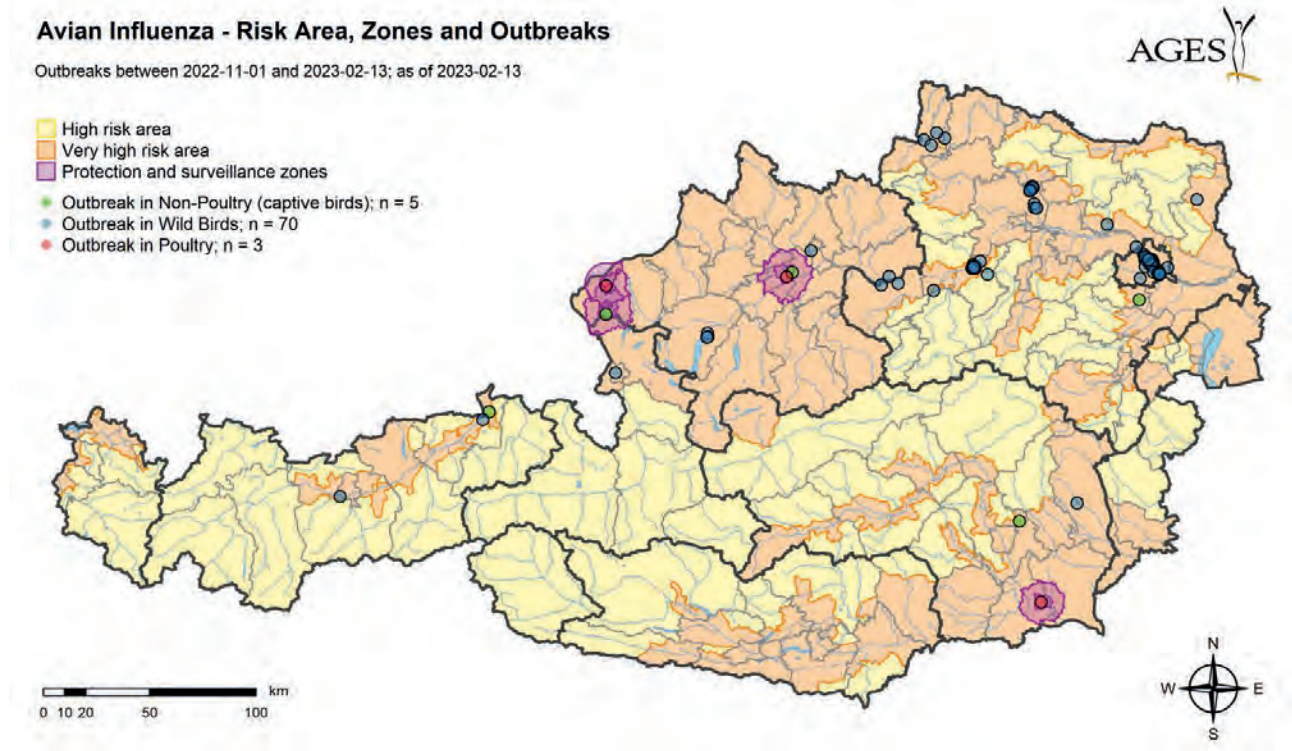 Avian Influenza - Risk Area, Zones and Outbreaks
AGES
Outbreaks between 2022-11-01 and 2023-02-13; as of 2023-02-13
High risk area
Very high risk area
Protection and surveillance zones
Outbreak in Non-Poultry (captive birds); n = 5
Outbreak in Wild Birds; n = 70
Outbreak in Poultry; n = 3
N
W E
S
km
0 10 20 50 100